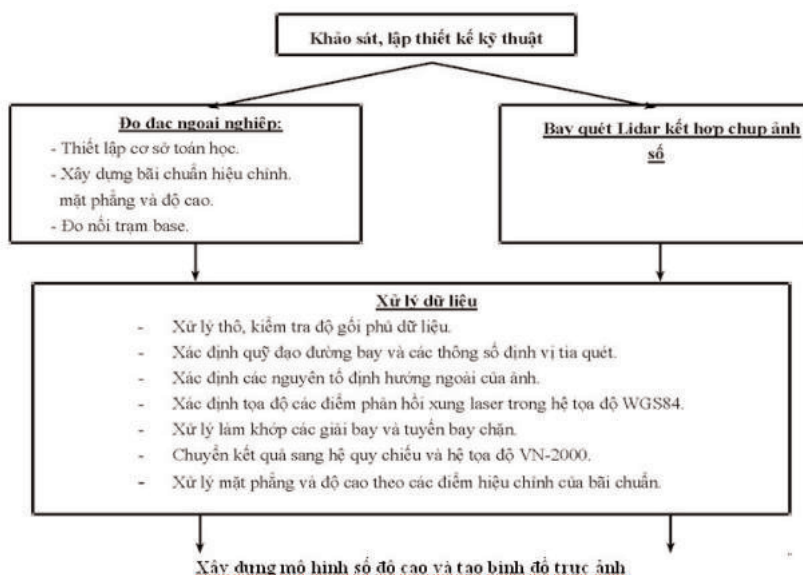 Khảo sát, lập thiết kế kỹ thuật
Đo đạc ngoại nghiệp:
- Thiết lập cơ sở toán học.
- Xây dựng bãi chuẩn hiệu chỉnh.
mặt phẳng và độ cao.
- Đo nối trạm base.
Bay quét Lidar kết hợp chụp ảnh
số
Xử lý dữ liệu
- Xử lý thô, kiểm tra độ gối phủ dữ liệu.
- Xác định quỹ đạo đường bay và các thông số định vị tia quét.
- Xác định các nguyên tố định hướng ngoài của ảnh.
- Xác định tọa độ các điểm phản hồi xung laser trong hệ tọa độ WGS84.
- Xử lý làm khớp các giải bay và tuyến bay chặn.
- Chuyển kết quả sang hệ quy chiếu và hệ tọa độ VN-2000.
- Xử lý mặt phẳng và độ cao theo các điểm hiệu chỉnh của bãi chuẩn.
Xây dựng mô hình số độ cao và tạo bình đồ trực ảnh